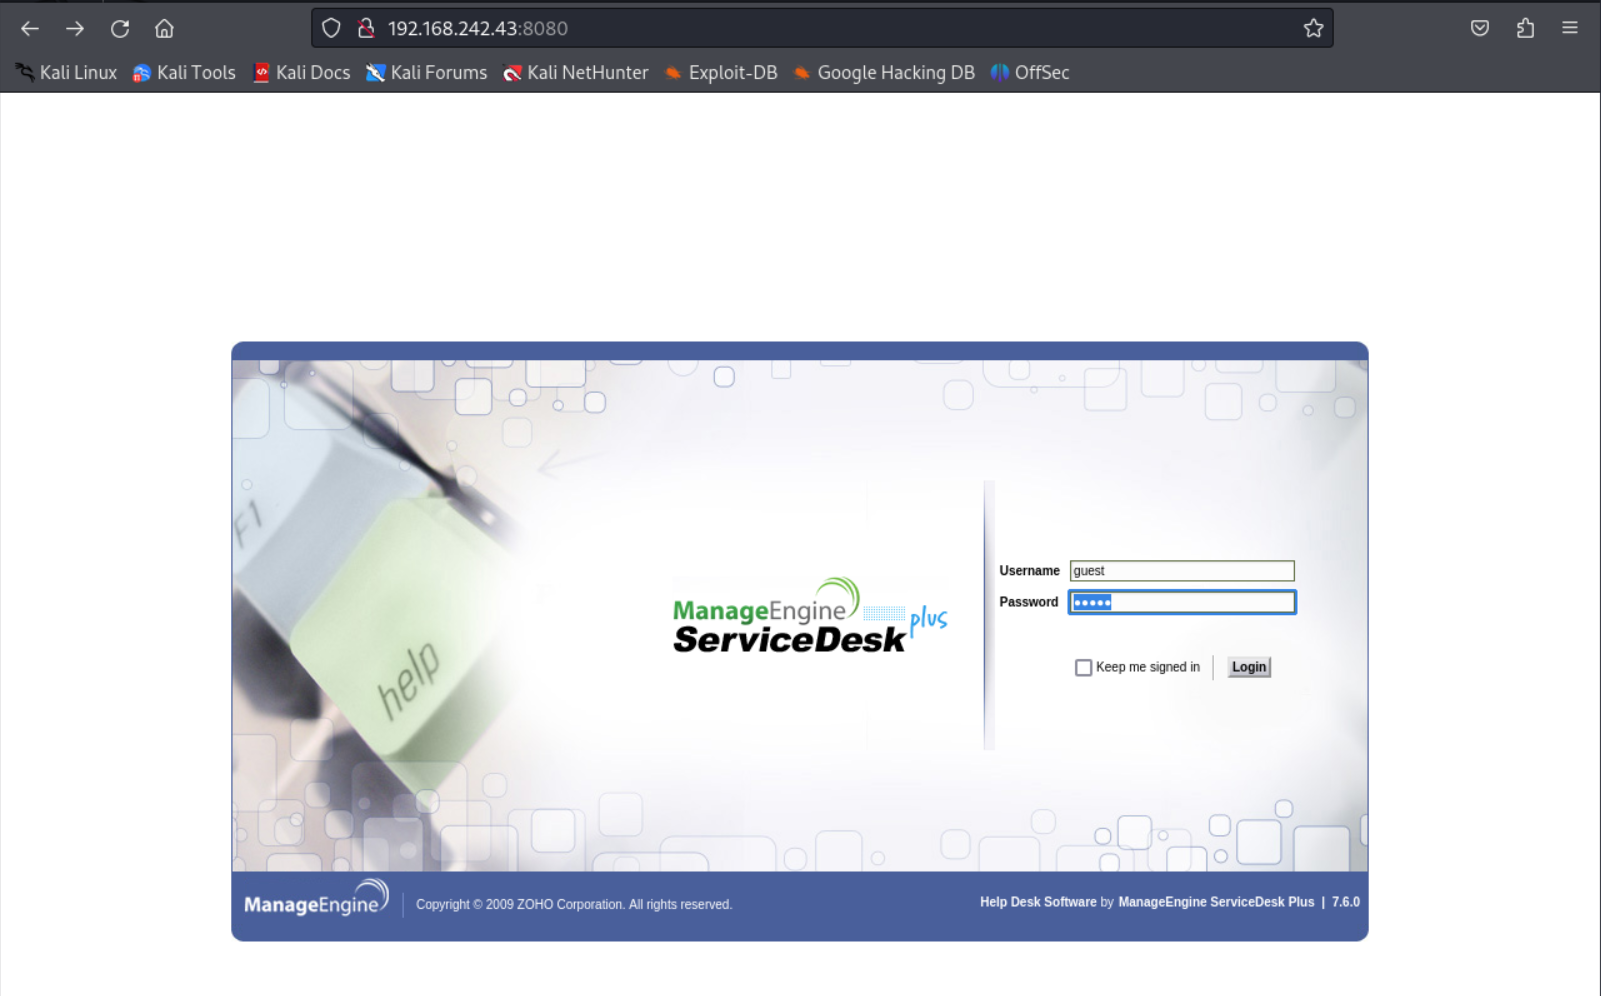 192.168.242.43:8080
Kali Linux Kali Tools Kali Docs Kali Forums Kali NetHunter Exploit-DB Google Hacking DB OffSec
F1
help
ManageEngine
ServiceDesk plus
Username guest
Password •••••
Keep me signed in Login
ManageEngine Copyright © 2009 ZOHO Corporation. All rights reserved. Help Desk Software by ManageEngine ServiceDesk Plus | 7.6.0